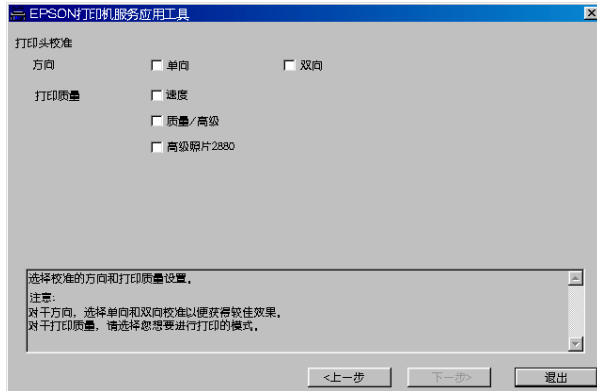 EPSON打印机服务应用工具
打印头校准
方向 单向 双向
打印质量 速度
质量/高级
高级照片2880
选择校准的方向和打印质量设置。
注意:
对于方向，选择单向和双向校准以便获得较佳效果。
对于打印质量，请选择您想要进行打印的模式。
<上一步 下一步> 退出